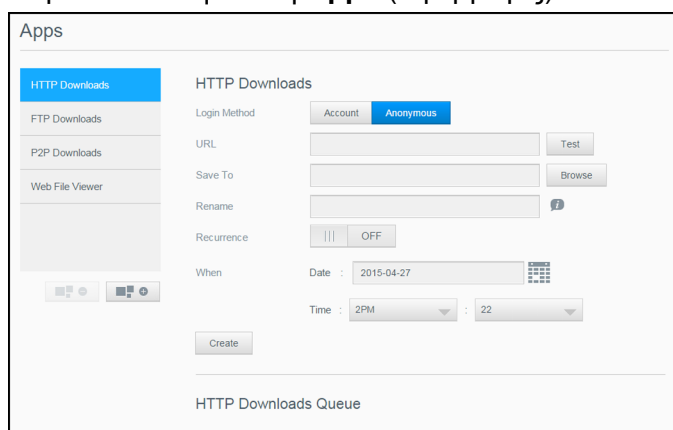 Apps
HTTP Downloads
FTP Downloads
P2P Downloads
Web File Viewer
HTTP Downloads
Login Method Account Anonymous
URL Test
Save To Browse
Rename i
Recurrence OFF
When Date : 2015-04-27
Time : 2PM : 22
Create
HTTP Downloads Queue